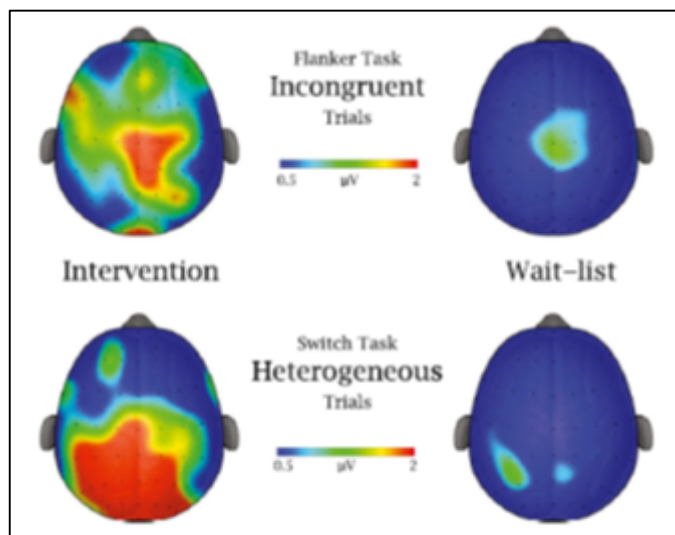 Flanker Task
Incongruent
Trials
0.5 µV 2
Intervention
Wait-list
Switch Task
Heterogeneous
Trials
0.5 µV 2